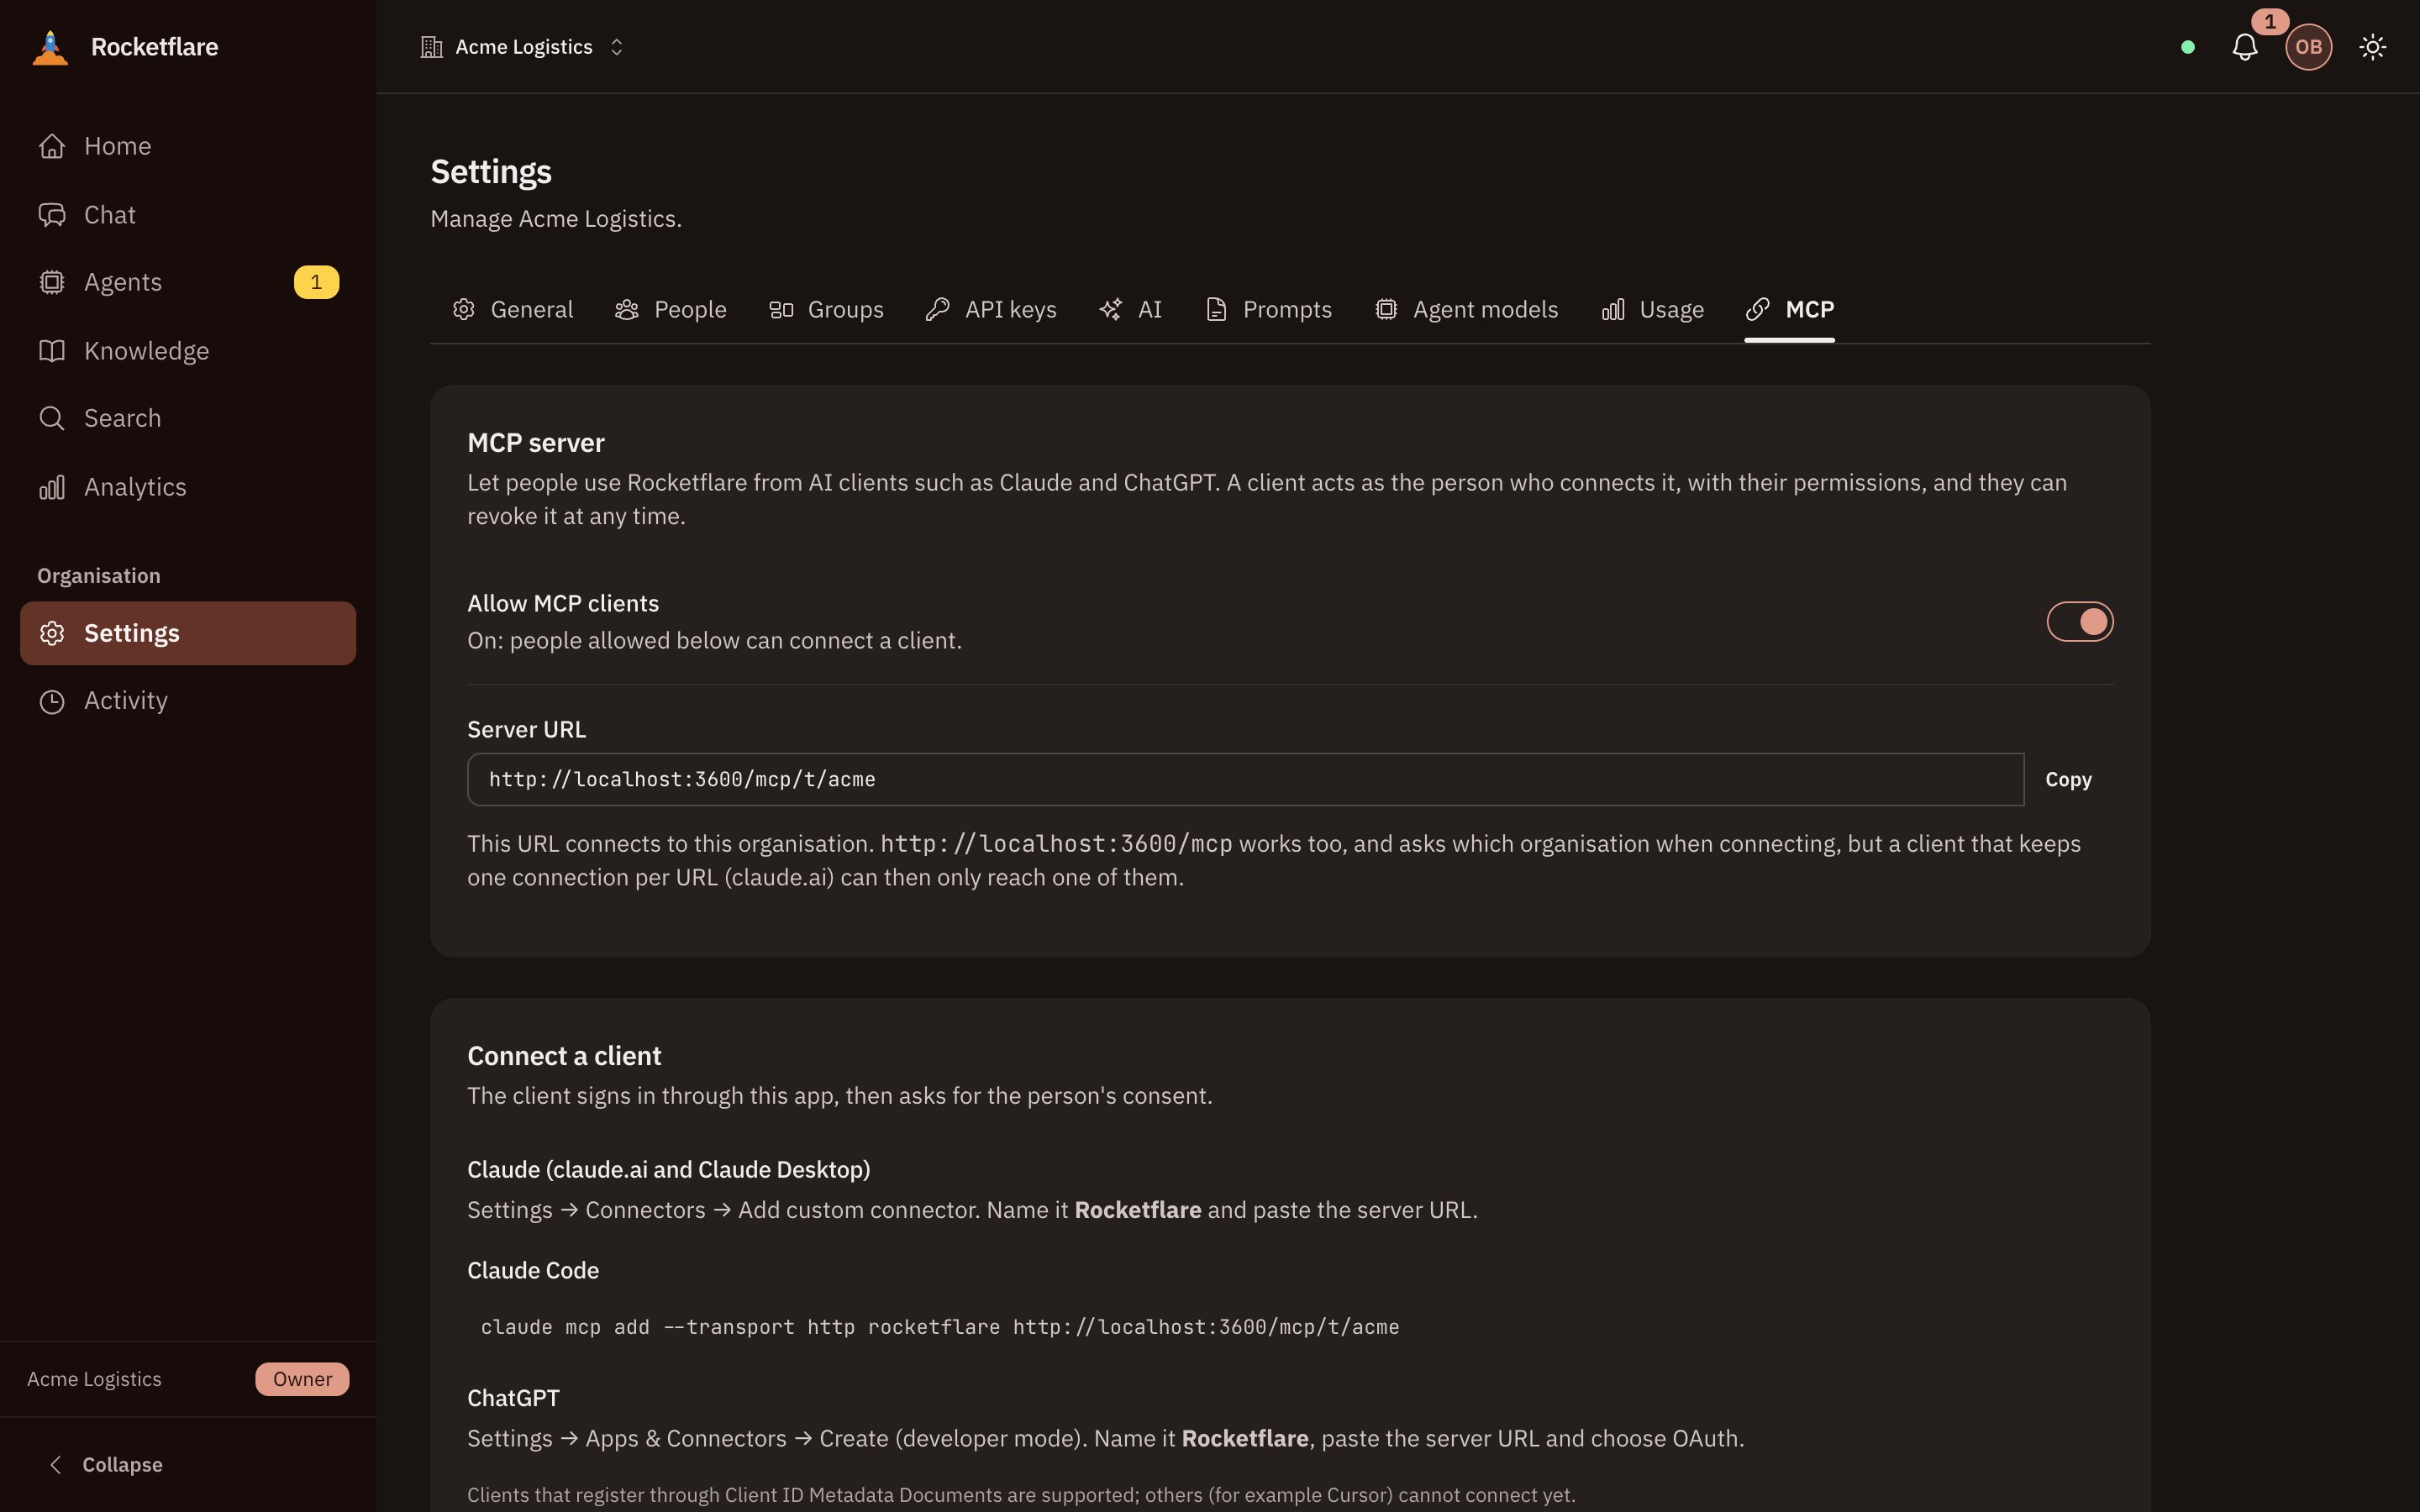 Rocketflare
Acme Logistics
1
OB
Home
Chat
Agents
1
Knowledge
Search
Analytics
Organisation
Settings
Activity
Acme Logistics
Owner
Collapse
Settings
Manage Acme Logistics.
General
People
Groups
API keys
AI
Prompts
Agent models
Usage
MCP
MCP server
Let people use Rocketflare from AI clients such as Claude and ChatGPT. A client acts as the person who connects it, with their permissions, and they can
revoke it at any time.
Allow MCP clients
On: people allowed below can connect a client.
Server URL
http://localhost:3600/mcp/t/acme
Copy
This URL connects to this organisation. http://localhost:3600/mcp works too, and asks which organisation when connecting, but a client that keeps
one connection per URL (claude.ai) can then only reach one of them.
Connect a client
The client signs in through this app, then asks for the person's consent.
Claude (claude.ai and Claude Desktop)
Settings → Connectors → Add custom connector. Name it Rocketflare and paste the server URL.
Claude Code
claude mcp add --transport http rocketflare http://localhost:3600/mcp/t/acme
ChatGPT
Settings → Apps & Connectors → Create (developer mode). Name it Rocketflare, paste the server URL and choose OAuth.
Clients that register through Client ID Metadata Documents are supported; others (for example Cursor) cannot connect yet.